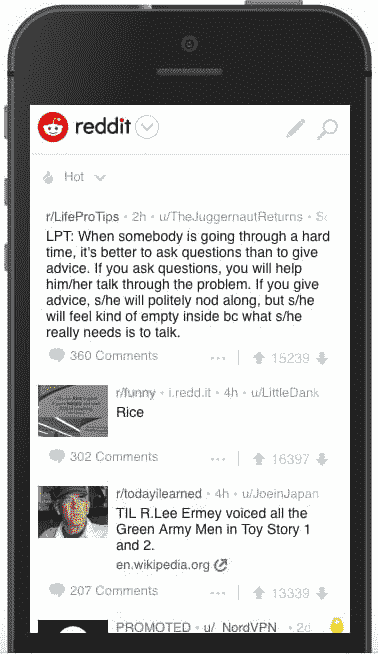 reddit
Hot
r/LifeProTips • 2h • u/TheJuggernautReturns •
LPT: When somebody is going through a hard
time, it's better to ask questions than to give
advice. If you ask questions, you will help
him/her talk through the problem. If you give
advice, s/he will politely nod along, but s/he
will feel kind of empty inside bc what s/he
really needs is to talk.
360 Comments ••• 15239
r/funny • i.redd.it • 4h • u/LittleDank
Rice
302 Comments ••• 16397
r/todayilearned • 4h • u/JoeinJapan
TIL R.Lee Ermey voiced all the
Green Army Men in Toy Story 1
and 2.
en.wikipedia.org
207 Comments ••• 13339
PROMOTED • u/_NordVPN_ • 2d